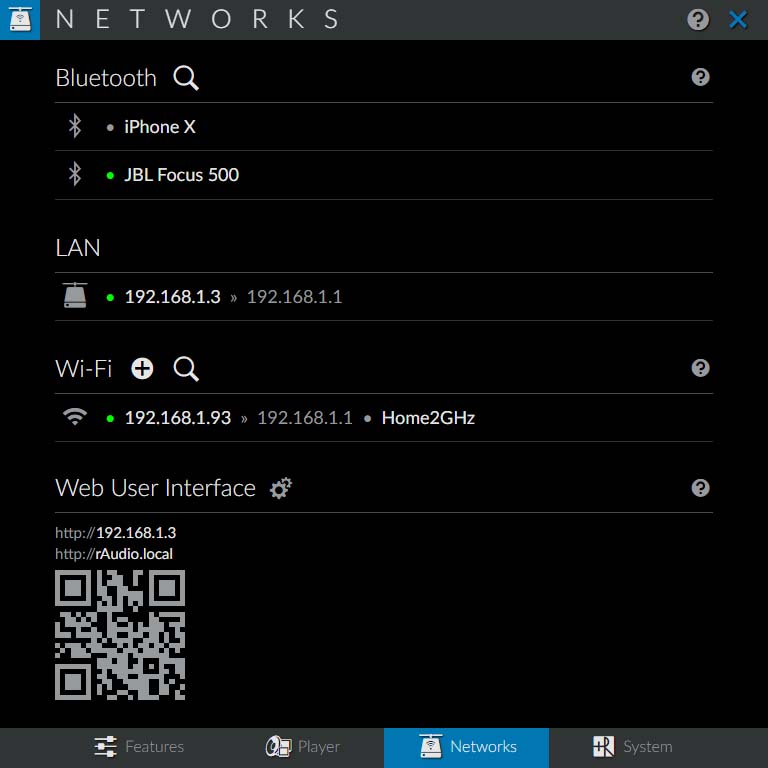 NETWORKS
Bluetooth
• iPhone X
• JBL Focus 500
LAN
• 192.168.1.3 » 192.168.1.1
Wi-Fi
• 192.168.1.93 » 192.168.1.1 • Home2GHz
Web User Interface
http://192.168.1.3
http://rAudio.local
Features Player Networks System